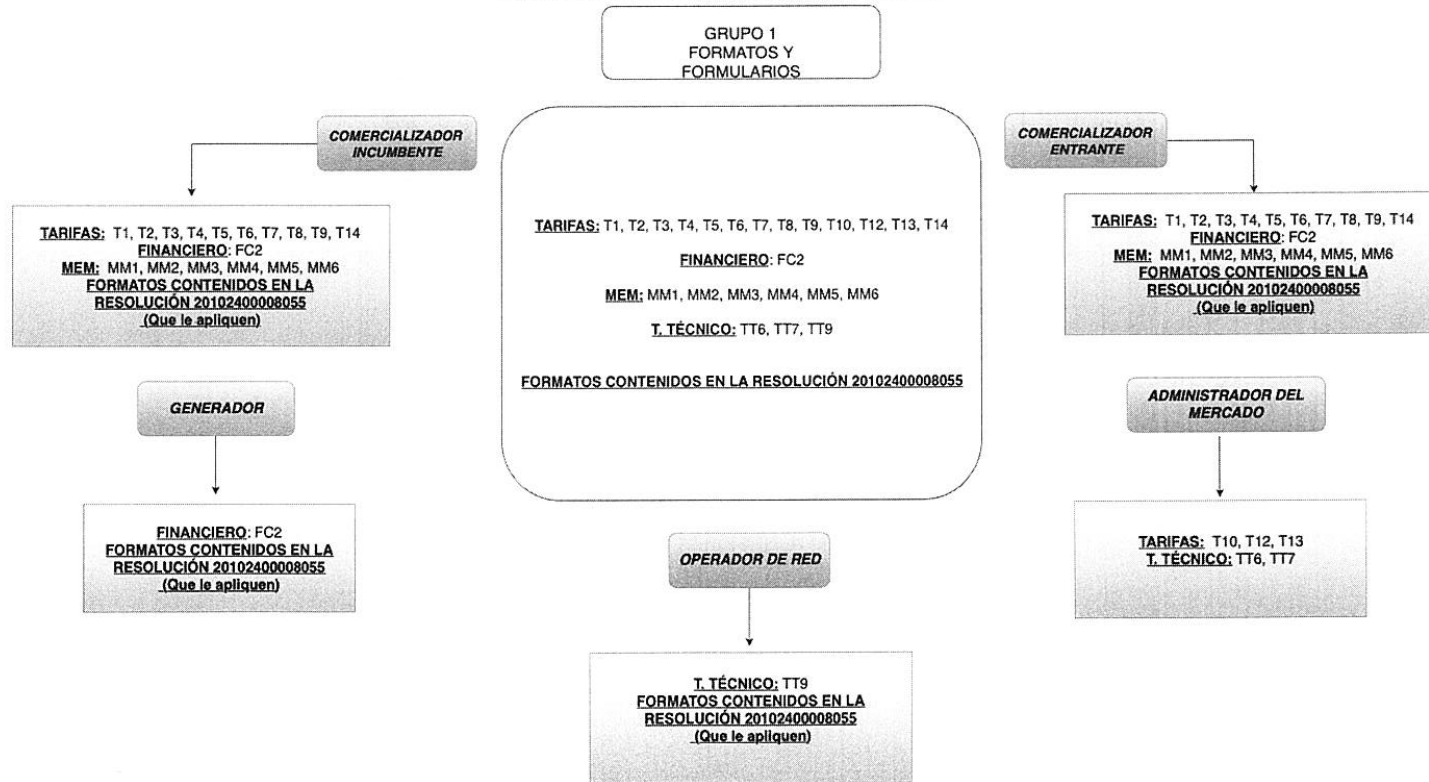 GRUPO 1
FORMATOS Y
FORMULARIOS
COMERCIALIZADOR
INCUMBENTE
TARIFAS: T1, T2, T3, T4, T5, T6, T7, T8, T9, T14
FINANCIERO: FC2
MEM: MM1, MM2, MM3, MM4, MM5, MM6
FORMATOS CONTENIDOS EN LA
RESOLUCIÓN 20102400008055
(Que le apliquen)
TARIFAS: T1, T2, T3, T4, T5, T6, T7, T8, T9, T10, T12, T13, T14
FINANCIERO: FC2
MEM: MM1, MM2, MM3, MM4, MM5, MM6
T. TÉCNICO: TT6, TT7, TT9
FORMATOS CONTENIDOS EN LA RESOLUCIÓN 20102400008055
COMERCIALIZADOR
ENTRANTE
TARIFAS: T1, T2, T3, T4, T5, T6, T7, T8, T9, T14
FINANCIERO: FC2
MEM: MM1, MM2, MM3, MM4, MM5, MM6
FORMATOS CONTENIDOS EN LA
RESOLUCIÓN 20102400008055
(Que le apliquen)
GENERADOR
FINANCIERO: FC2
FORMATOS CONTENIDOS EN LA
RESOLUCIÓN 20102400008055
(Que le apliquen)
OPERADOR DE RED
T. TÉCNICO: TT9
FORMATOS CONTENIDOS EN LA
RESOLUCIÓN 20102400008055
(Que le apliquen)
ADMINISTRADOR DEL
MERCADO
TARIFAS: T10, T12, T13
T. TÉCNICO: TT6, TT7